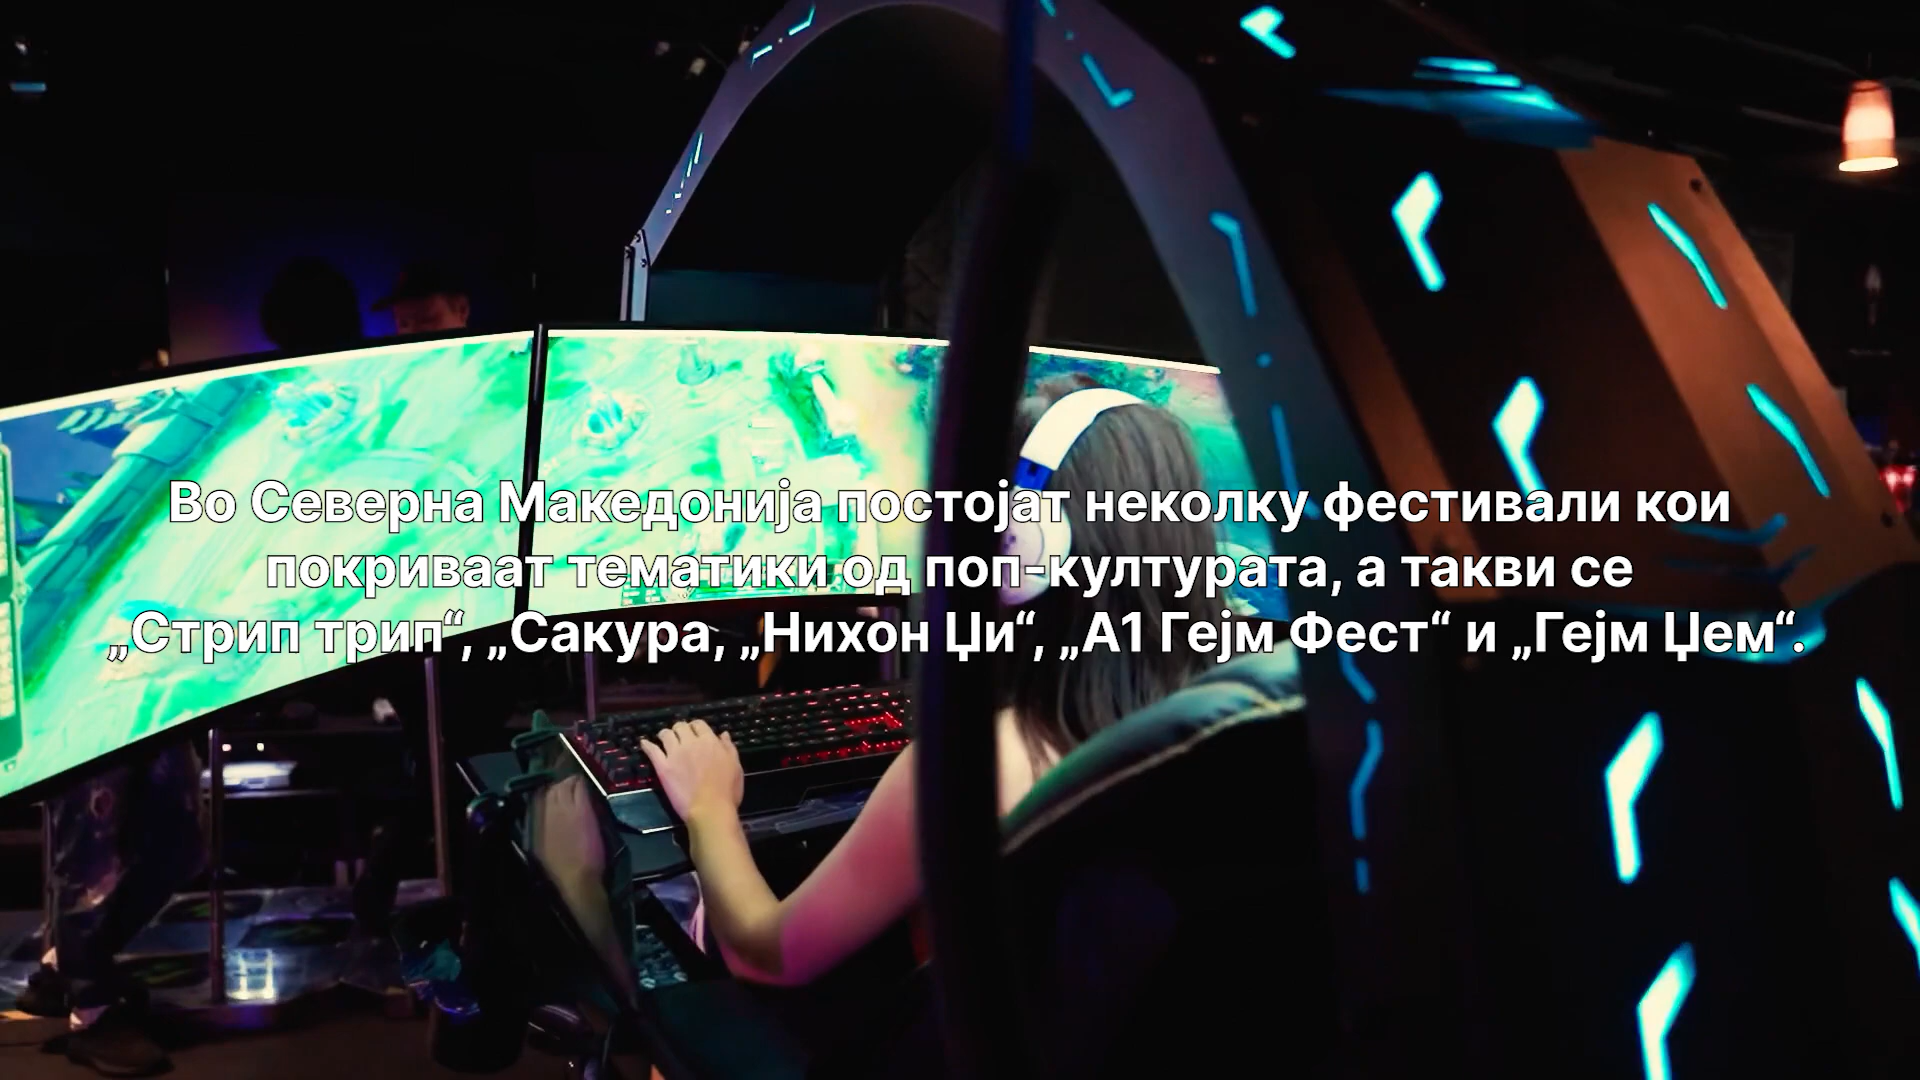 Во Северна Македонија постојат неколку фестивали кои
покриваат тематики од поп-културата, а такви се
„Стрип трип“, „Сакура, „Нихон Џи“, „А1 Гејм Фест“ и „Гејм Џем“.